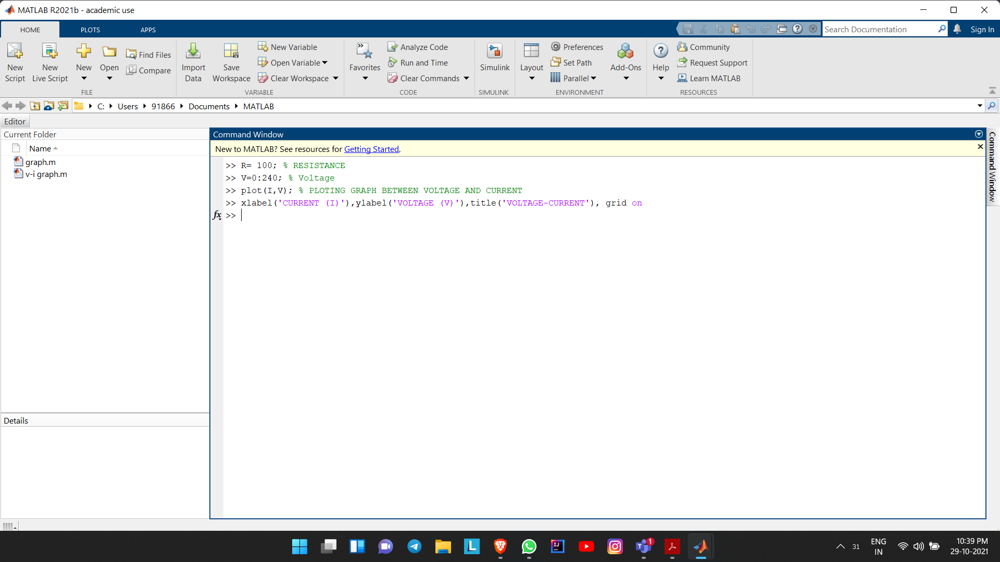 MATLAB R2021b - academic use
HOME PLOTS APPS
Search Documentation
Sign In
New Script
New Live Script
New
Open
Find Files
Compare
FILE
Import Data
Save Workspace
New Variable
Open Variable
Clear Workspace
VARIABLE
Favorites
Analyze Code
Run and Time
Clear Commands
CODE
Simulink
SIMULINK
Layout
Preferences
Set Path
Parallel
Add-Ons
ENVIRONMENT
Help
Community
Request Support
Learn MATLAB
RESOURCES
C: Users 91866 Documents MATLAB
Editor
Current Folder
Name
graph.m
v-i graph.m
Details
Command Window
New to MATLAB? See resources for Getting Started.
>> R= 100; % RESISTANCE
>> V=0:240; % Voltage
>> plot(I,V); % PLOTING GRAPH BETWEEN VOLTAGE AND CURRENT
>> xlabel('CURRENT (I)'),ylabel('VOLTAGE (V)'),title('VOLTAGE-CURRENT'), grid on
fx >>
Command Window
L
IJ
T
1
31
ENG
IN
10:39 PM
29-10-2021